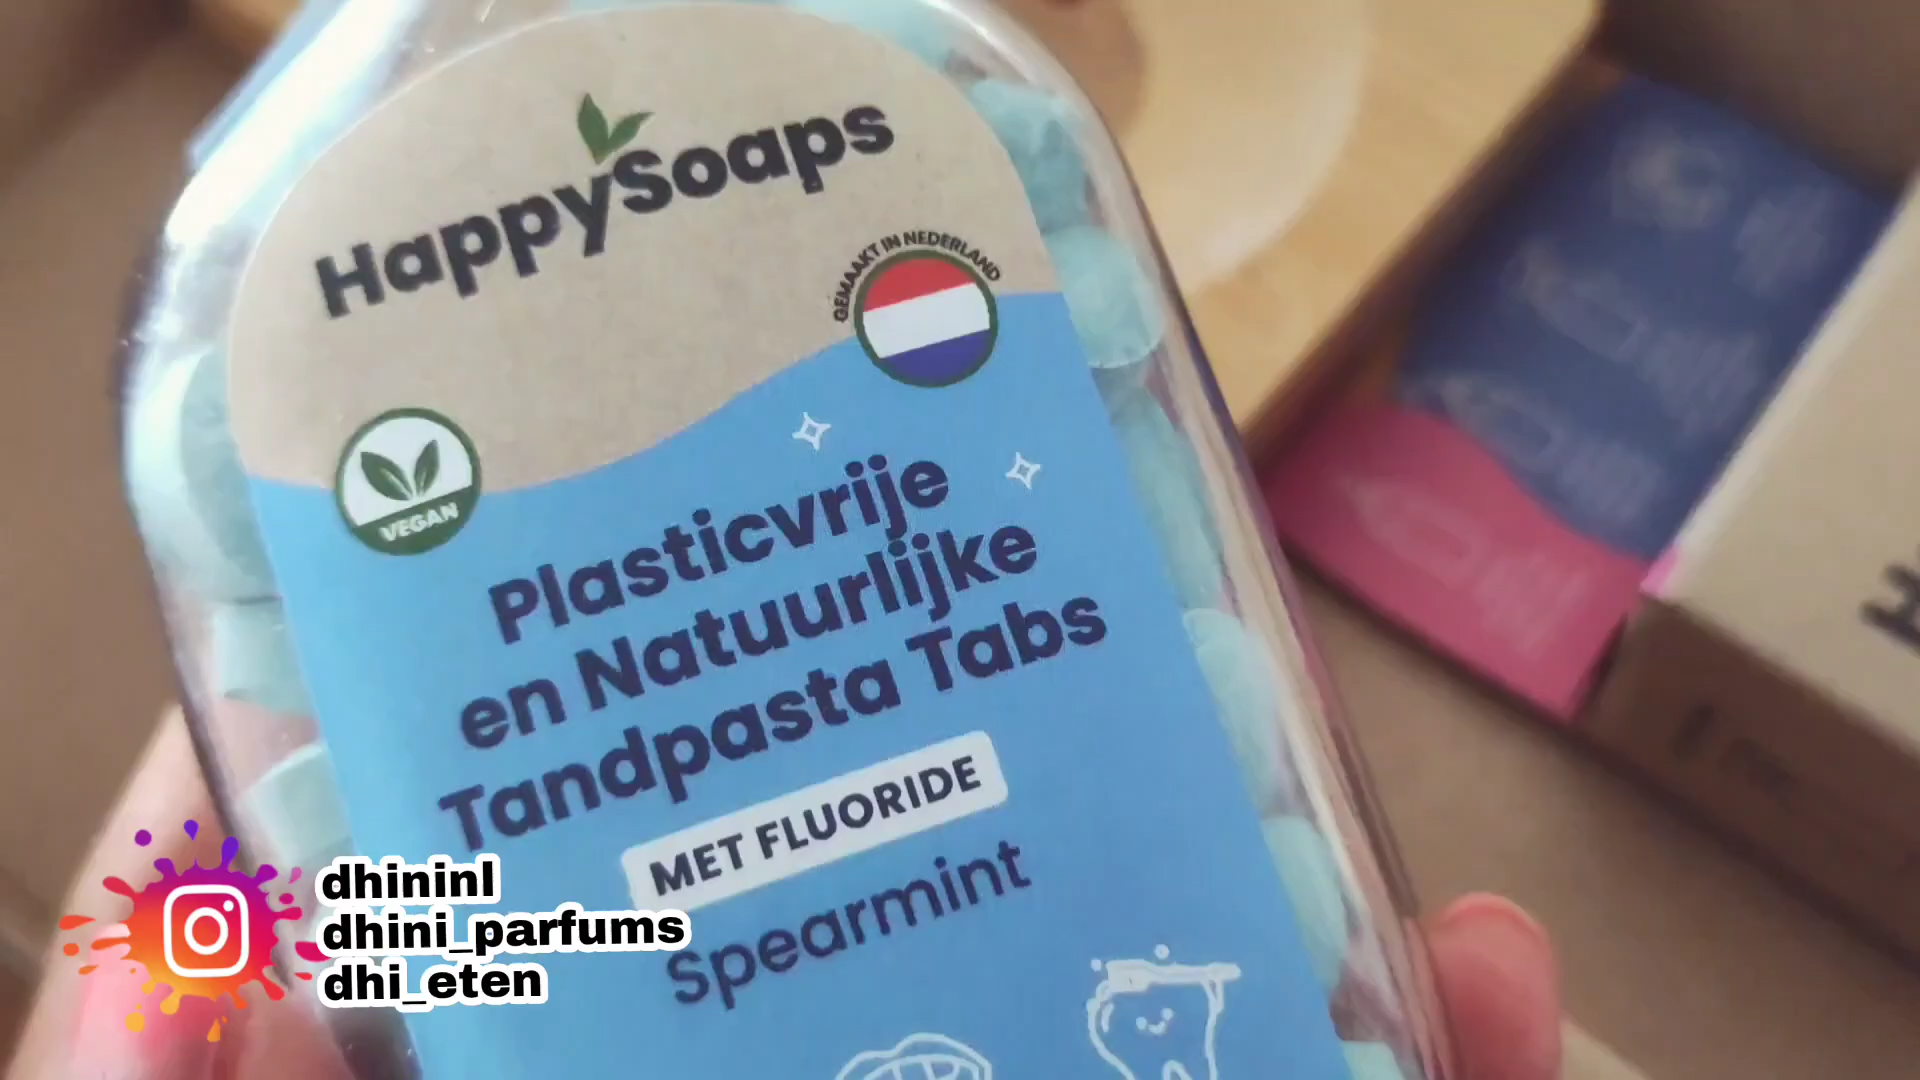 HappySoaps
GEMAAKT IN NEDERLAND
VEGAN
Plasticvrije
en Natuurlijke
Tandpasta Tabs
MET FLUORIDE
Spearmint
dhininl
dhini_parfums
dhi_eten